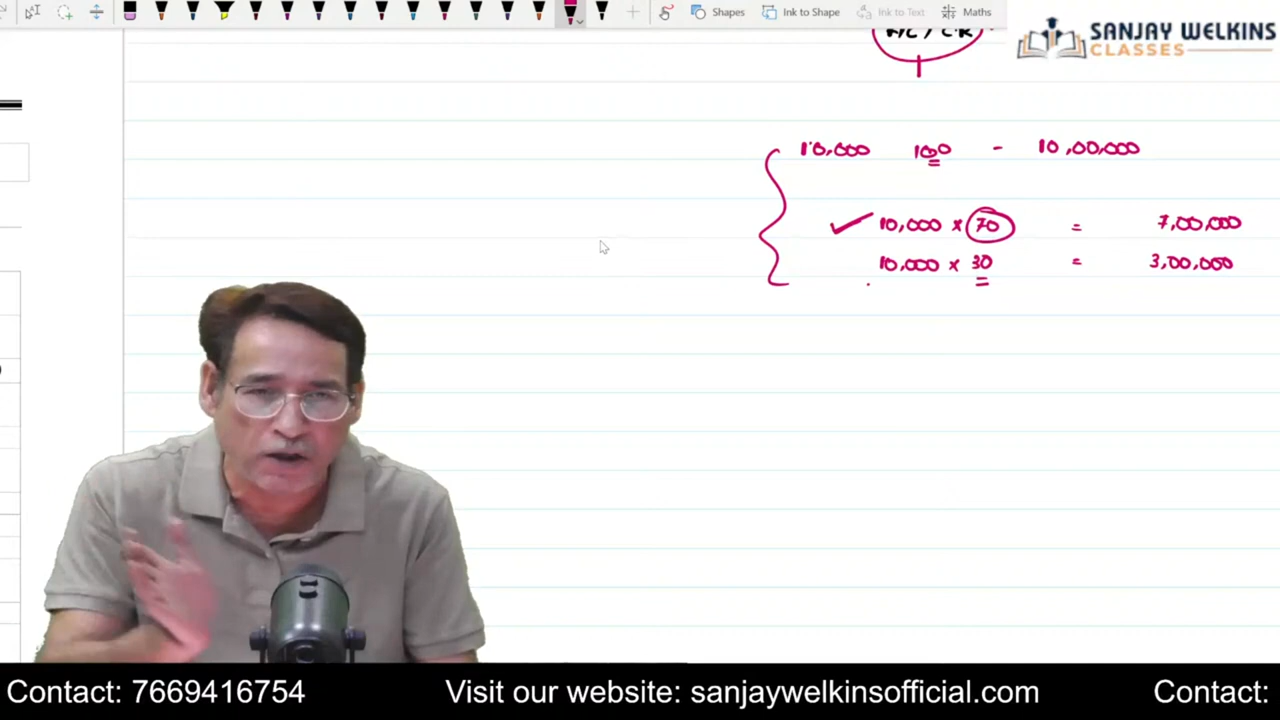 Shapes Ink to Shape Ink to Text Maths
SANJAY WELKINS
CLASSES
10,000 100 - 10,00,000
10,000 × 70 = 7,00,000
10,000 × 30 = 3,00,000
Contact: 7669416754 Visit our website: sanjaywelkinsofficial.com Contact: